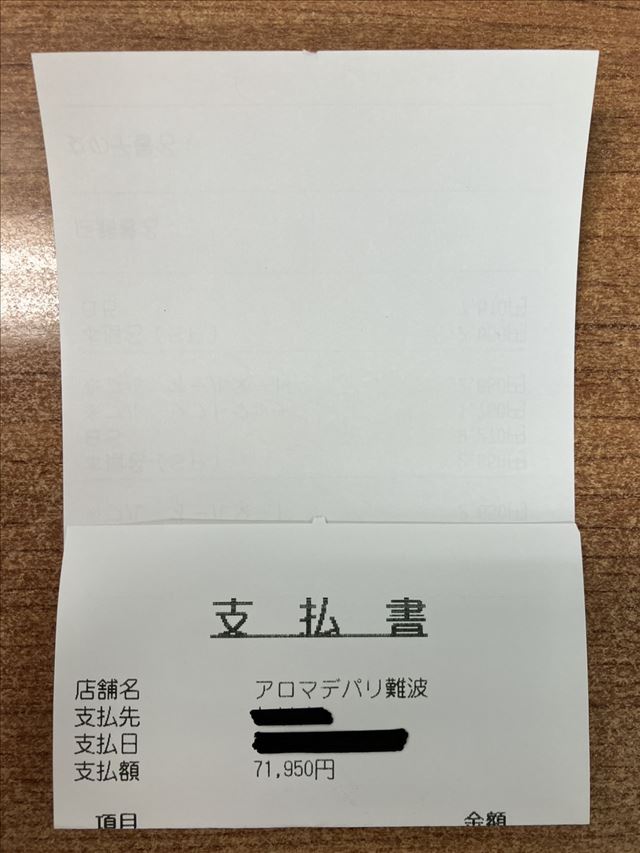 支払書
店舗名 アロマデパリ難波
支払先
支払日
支払額 71,950円
項目 金額